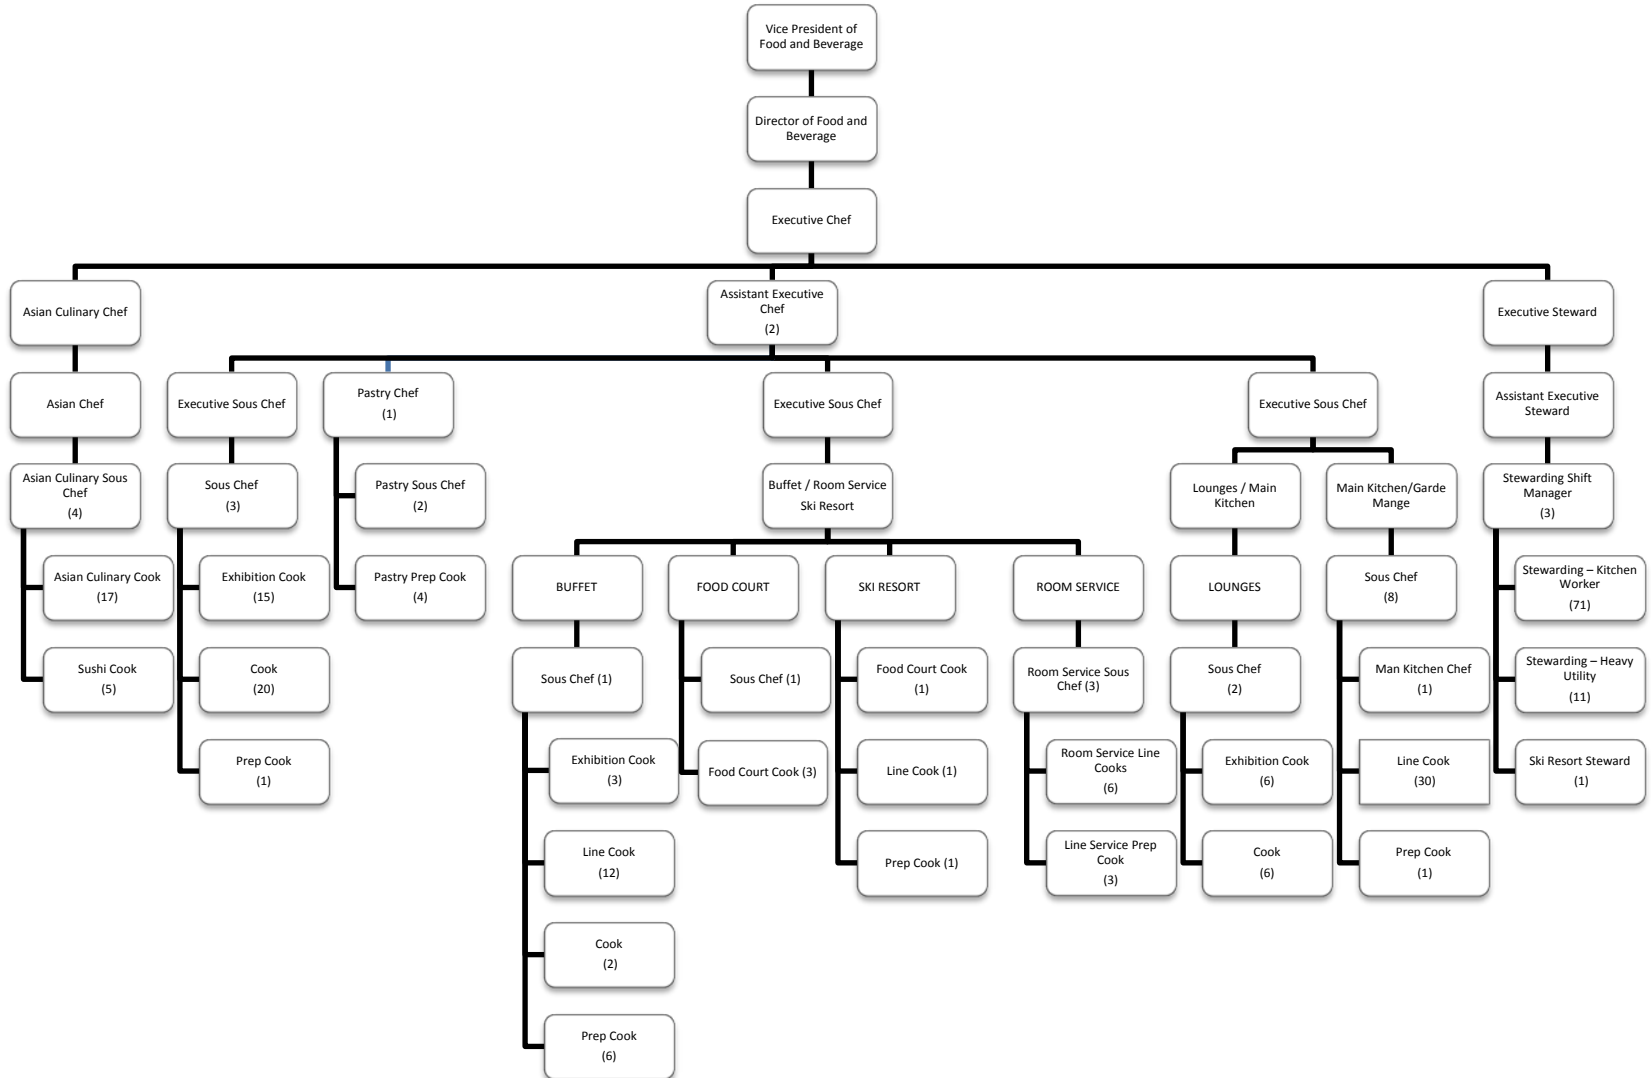 Vice President of
Food and Beverage
Director of Food and
Beverage
Executive Chef
Asian Culinary Chef
Assistant Executive
Chef
(2)
Executive Steward
Asian Chef
Executive Sous Chef
Pastry Chef
(1)
Executive Sous Chef
Executive Sous Chef
Assistant Executive
Steward
Asian Culinary Sous
Chef
(4)
Sous Chef
(3)
Pastry Sous Chef
(2)
Buffet / Room Service
Ski Resort
Lounges / Main
Kitchen
Main Kitchen/Garde
Mange
Stewarding Shift
Manager
(3)
Asian Culinary Cook
(17)
Exhibition Cook
(15)
Pastry Prep Cook
(4)
BUFFET
FOOD COURT
SKI RESORT
ROOM SERVICE
LOUNGES
Sous Chef
(8)
Stewarding – Kitchen
Worker
(71)
Sushi Cook
(5)
Cook
(20)
Sous Chef (1)
Sous Chef (1)
Food Court Cook
(1)
Room Service Sous
Chef (3)
Sous Chef
(2)
Man Kitchen Chef
(1)
Stewarding – Heavy
Utility
(11)
Prep Cook
(1)
Exhibition Cook
(3)
Food Court Cook (3)
Line Cook (1)
Room Service Line
Cooks
(6)
Exhibition Cook
(6)
Line Cook
(30)
Ski Resort Steward
(1)
Line Cook
(12)
Prep Cook (1)
Line Service Prep
Cook
(3)
Cook
(6)
Prep Cook
(1)
Cook
(2)
Prep Cook
(6)